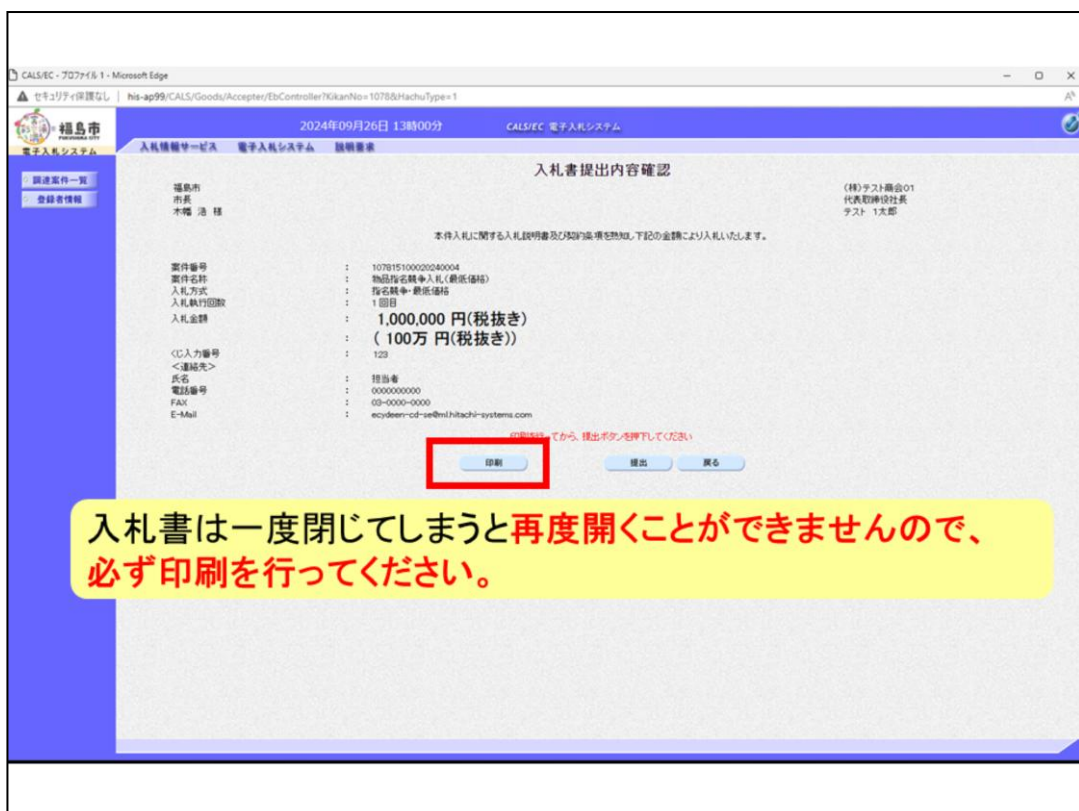 CALS/EC - プロファイル 1 - Microsoft Edge
セキュリティ保護なし | his-ap99/CALS/Goods/Accepter/EbController?KikanNo=1078&HachuType=1
福島市
FUKUSHIMA CITY
電子入札システム
2024年09月26日 13時00分
CALS/EC 電子入札システム
入札情報サービス 電子入札システム 説明要求
調達案件一覧
登録者情報
入札書提出内容確認
福島市
市長
木幡 浩 様
(株)テスト商会01
代表取締役社長
テスト 1太郎
本件入札に関する入札説明書及び契約条項を熟知し、下記の金額により入札いたします。
案件番号 : 107815100020240004
案件名称 : 物品指名競争入札(最低価格)
入札方式 : 指名競争・最低価格
入札執行回数 : 1回目
入札金額 : 1,000,000 円(税抜き)
: ( 100万 円(税抜き))
くじ入力番号 : 123
<連絡先>
氏名 : 担当者
電話番号 : 0000000000
FAX : 03-0000-0000
E-Mail : ecydeen-cd-se@ml.hitachi-systems.com
印刷を行ってから、提出ボタンを押下してください
印刷 提出 戻る
入札書は一度閉じてしまうと再度開くことができませんので、
必ず印刷を行ってください。